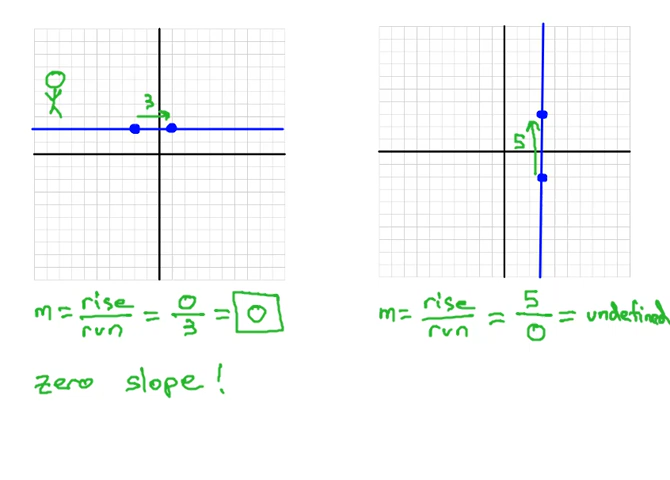 3
5
m = rise/run = 0/3 = 0
zero slope!
m = rise/run = 5/0 = undefined